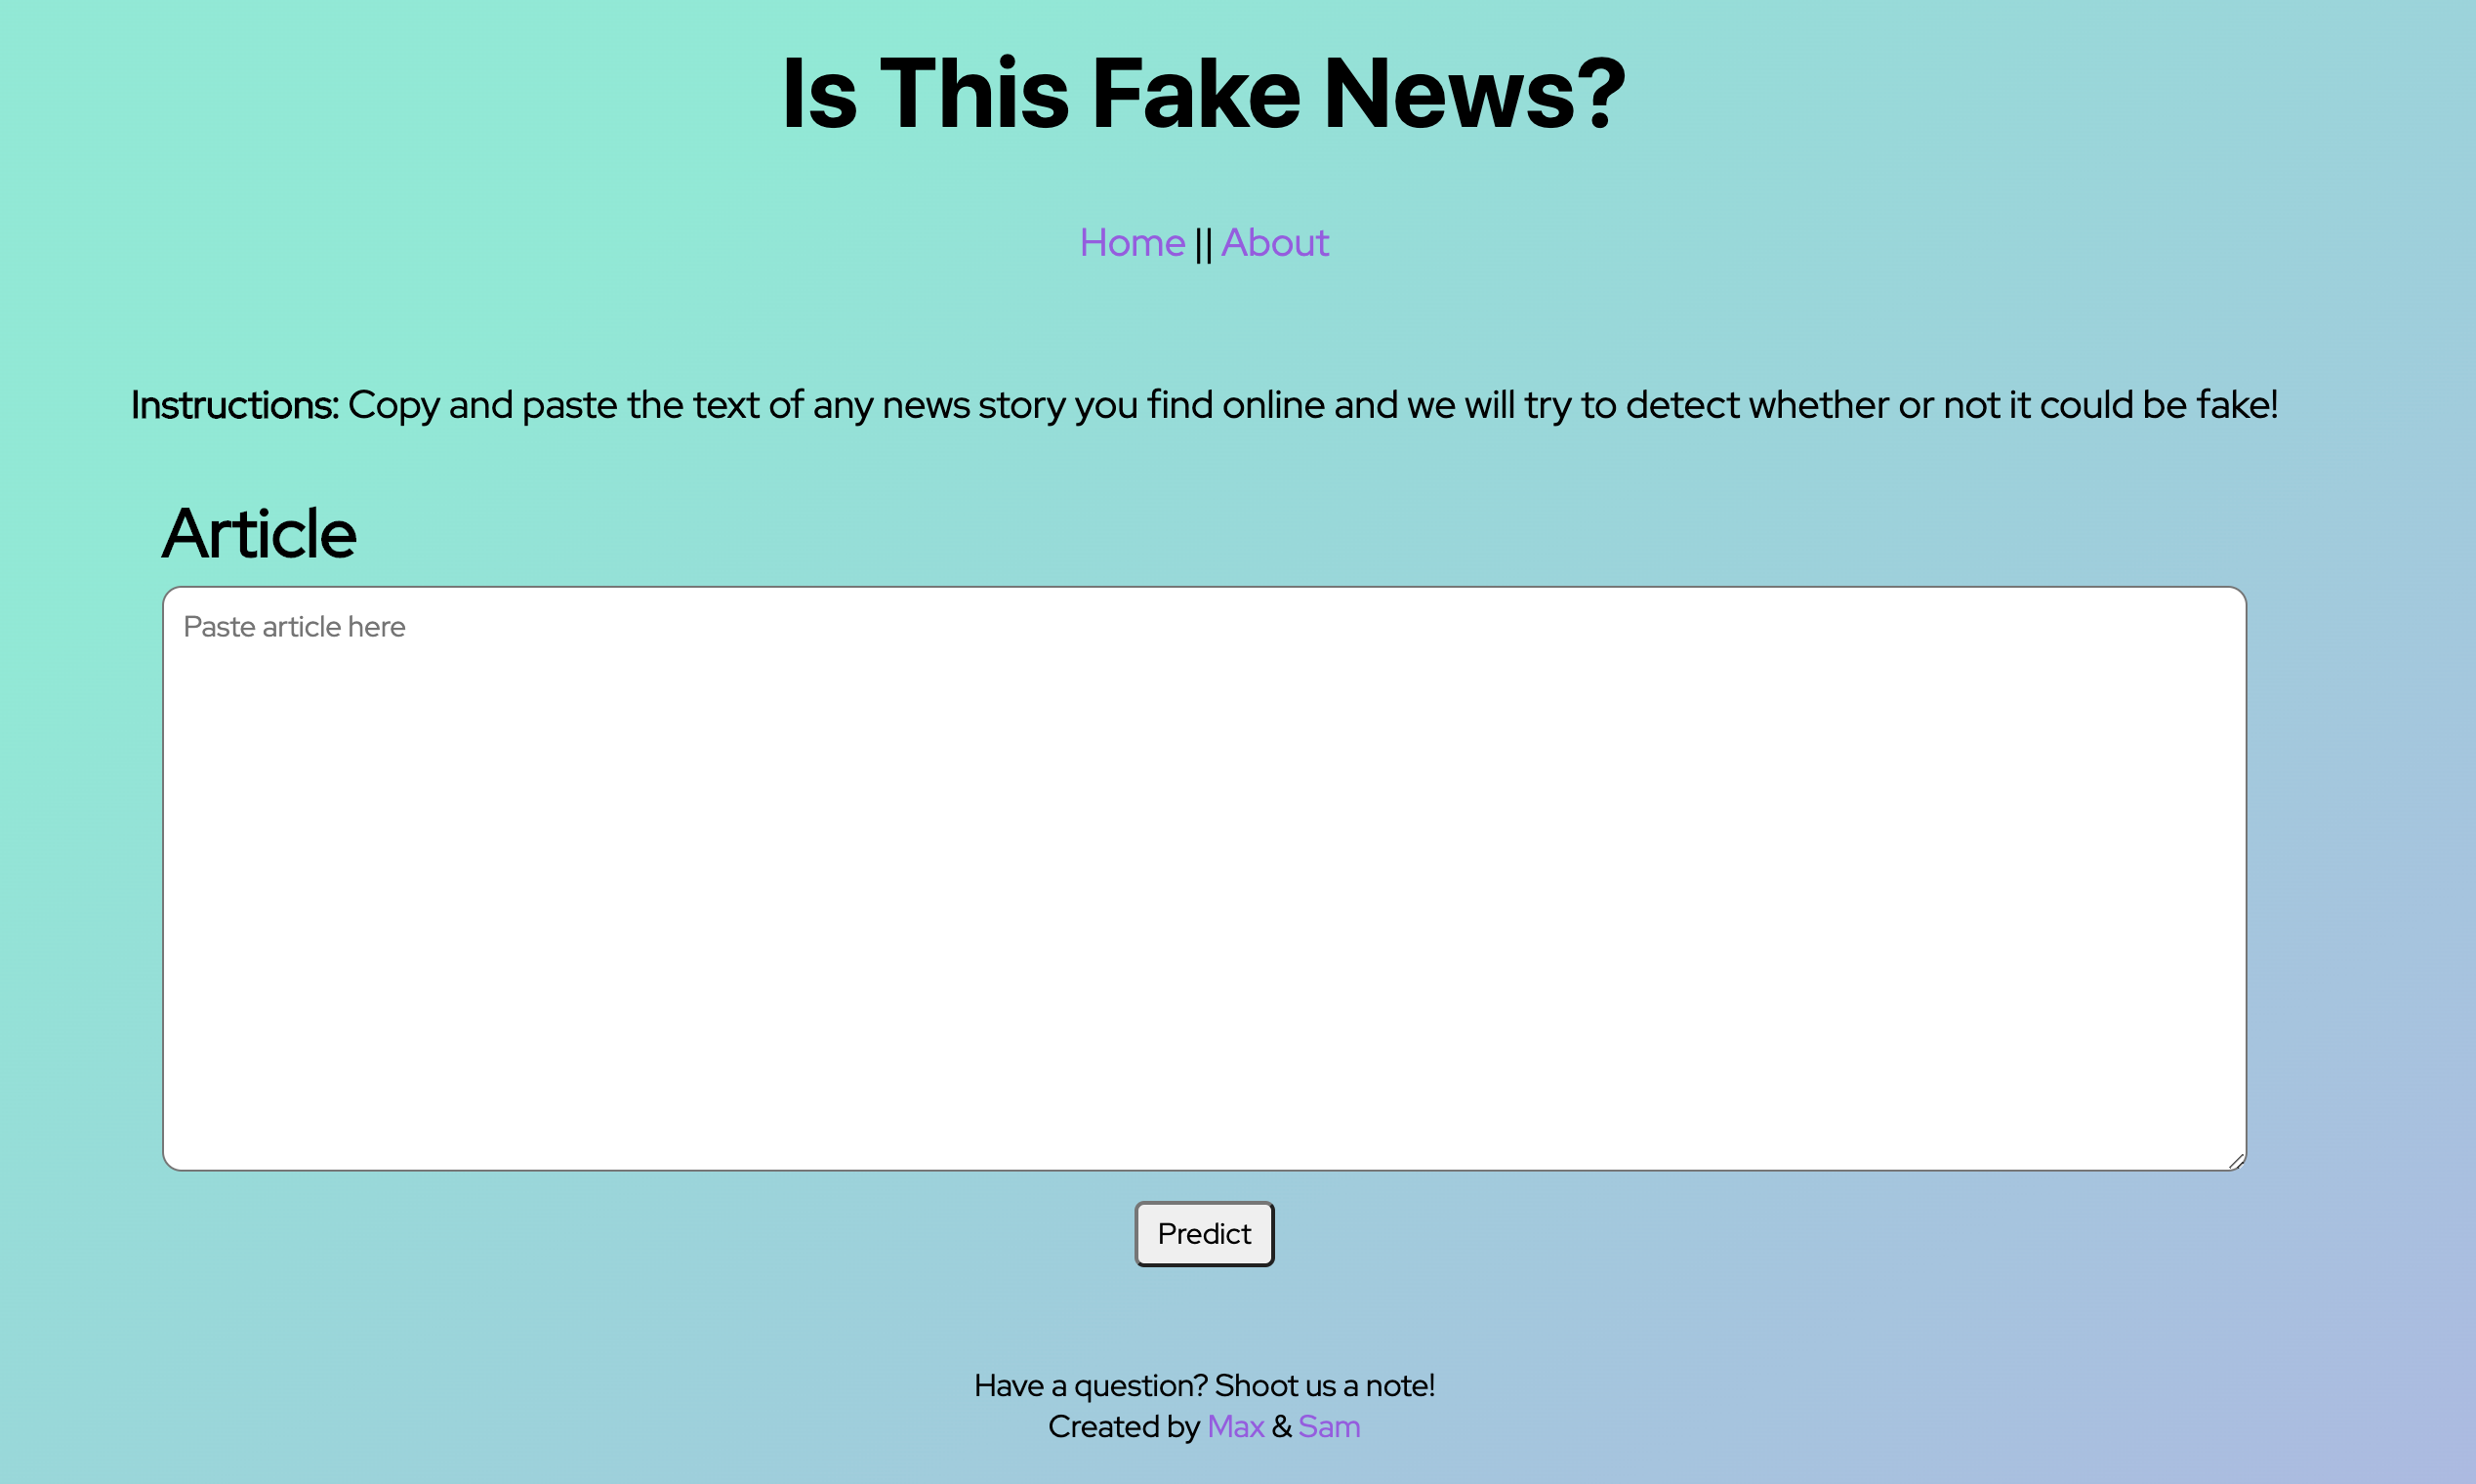 Is This Fake News?
Home || About
Instructions: Copy and paste the text of any news story you find online and we will try to detect whether or not it could be fake!
Article
Paste article here
Predict
Have a question? Shoot us a note!
Created by Max & Sam